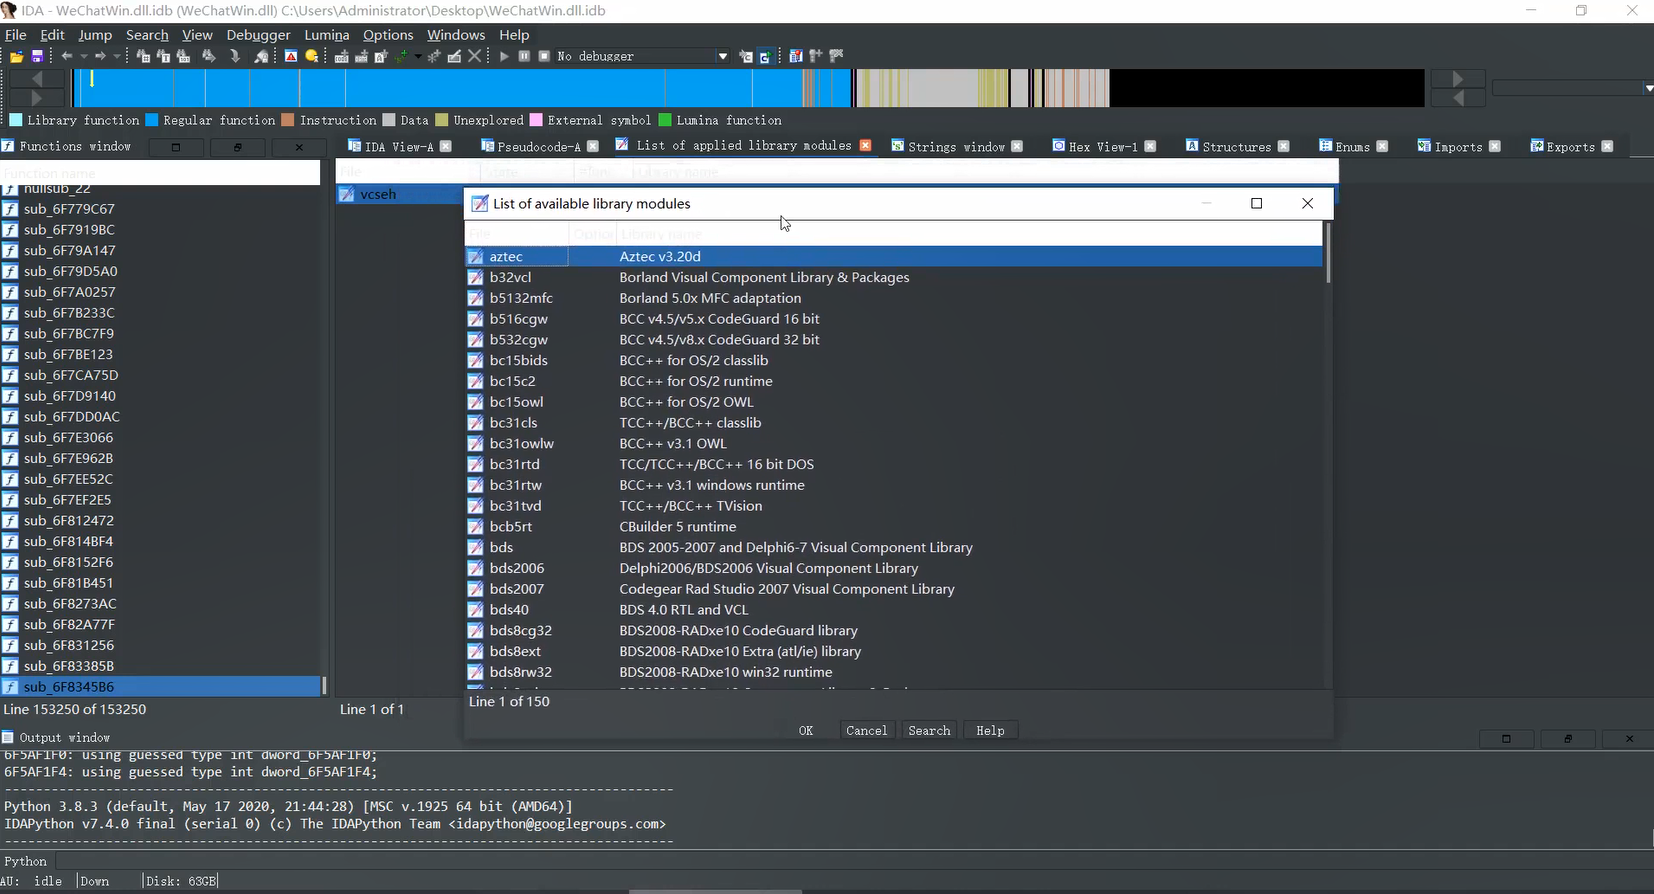 IDA - WeChatWin.dll.idb (WeChatWin.dll) C:\Users\Administrator\Desktop\WeChatWin.dll.idb
File Edit Jump Search View Debugger Lumina Options Windows Help
No debugger
Library function Regular function Instruction Data Unexplored External symbol Lumina function
Functions window
IDA View-A Pseudocode-A List of applied library modules Strings window Hex View-1 Structures Enums Imports Exports
Function name
File State #func Library name
nullsub_22
sub_6F779C67
sub_6F7919BC
sub_6F79A147
sub_6F79D5A0
sub_6F7A0257
sub_6F7B233C
sub_6F7BC7F9
sub_6F7BE123
sub_6F7CA75D
sub_6F7D9140
sub_6F7DD0AC
sub_6F7E3066
sub_6F7E962B
sub_6F7EE52C
sub_6F7EF2E5
sub_6F812472
sub_6F814BF4
sub_6F8152F6
sub_6F81B451
sub_6F8273AC
sub_6F82A77F
sub_6F831256
sub_6F83385B
sub_6F8345B6
Line 153250 of 153250
vcseh
Line 1 of 1
List of available library modules
File Optional Library name
aztec Aztec v3.20d
b32vcl Borland Visual Component Library & Packages
b5132mfc Borland 5.0x MFC adaptation
b516cgw BCC v4.5/v5.x CodeGuard 16 bit
b532cgw BCC v4.5/v8.x CodeGuard 32 bit
bc15bids BCC++ for OS/2 classlib
bc15c2 BCC++ for OS/2 runtime
bc15owl BCC++ for OS/2 OWL
bc31cls TCC++/BCC++ classlib
bc31owlw BCC++ v3.1 OWL
bc31rtd TCC/TCC++/BCC++ 16 bit DOS
bc31rtw BCC++ v3.1 windows runtime
bc31tvd TCC++/BCC++ TVision
bcb5rt CBuilder 5 runtime
bds BDS 2005-2007 and Delphi6-7 Visual Component Library
bds2006 Delphi2006/BDS2006 Visual Component Library
bds2007 Codegear Rad Studio 2007 Visual Component Library
bds40 BDS 4.0 RTL and VCL
bds8cg32 BDS2008-RADxe10 CodeGuard library
bds8ext BDS2008-RADxe10 Extra (atl/ie) library
bds8rw32 BDS2008-RADxe10 win32 runtime
Line 1 of 150
OK Cancel Search Help
Output window
6F5AF1F0: using guessed type int dword_6F5AF1F0;
6F5AF1F4: using guessed type int dword_6F5AF1F4;
Python 3.8.3 (default, May 17 2020, 21:44:28) [MSC v.1925 64 bit (AMD64)]
IDAPython v7.4.0 final (serial 0) (c) The IDAPython Team <idapython@googlegroups.com>
Python
AU: idle Down Disk: 63GB